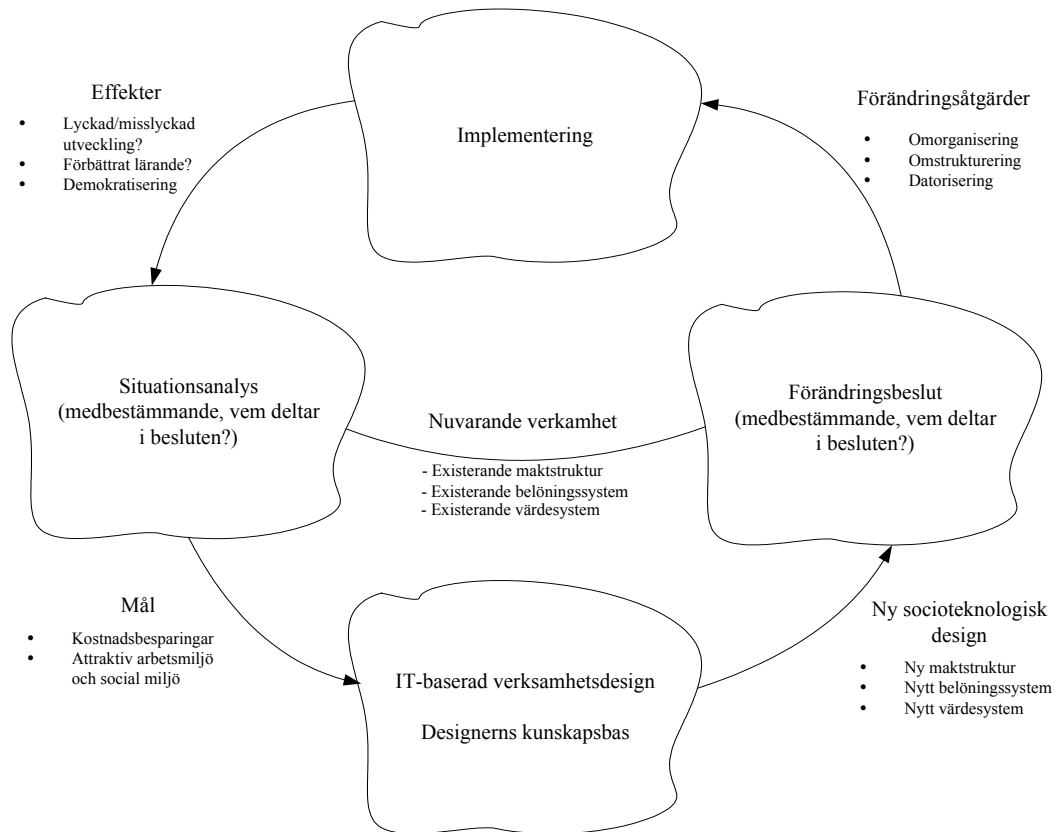 Effekter
• Lyckad/misslyckad
utveckling?
• Förbättrat lärande?
• Demokratisering
Implementering
Förändringsåtgärder
• Omorganisering
• Omstrukturering
• Datorisering
Situationsanalys
(medbestämmande, vem deltar
i besluten?)
Nuvarande verkamhet
- Existerande maktstruktur
- Existerande belöningssystem
- Existerande värdesystem
Förändringsbeslut
(medbestämmande, vem deltar
i besluten?)
Mål
• Kostnadsbesparingar
• Attraktiv arbetsmiljö
och social miljö
IT-baserad verksamhetsdesign
Designerns kunskapsbas
Ny socioteknologisk
design
• Ny maktstruktur
• Nytt belöningssystem
• Nytt värdesystem